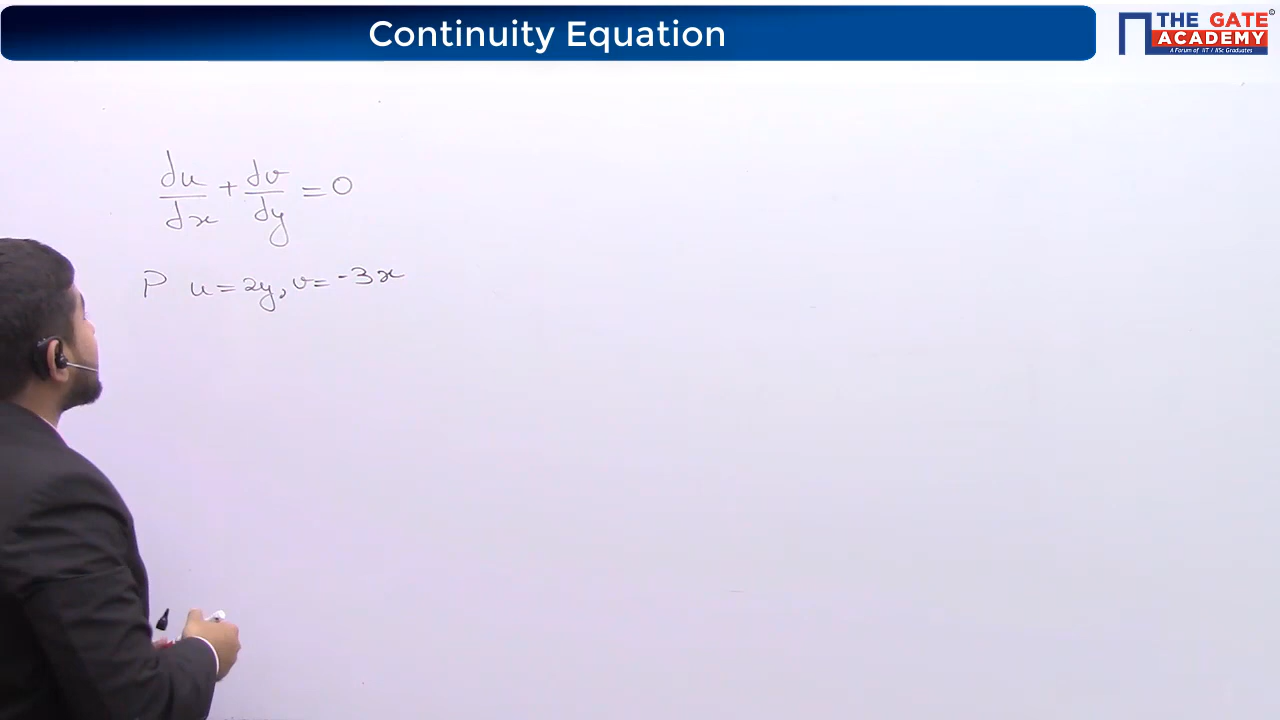 Continuity Equation
THE GATE
ACADEMY
A Forum of IIT / IISc Graduates
©
du/dx + dv/dy = 0
P u = 2y, v = -3x